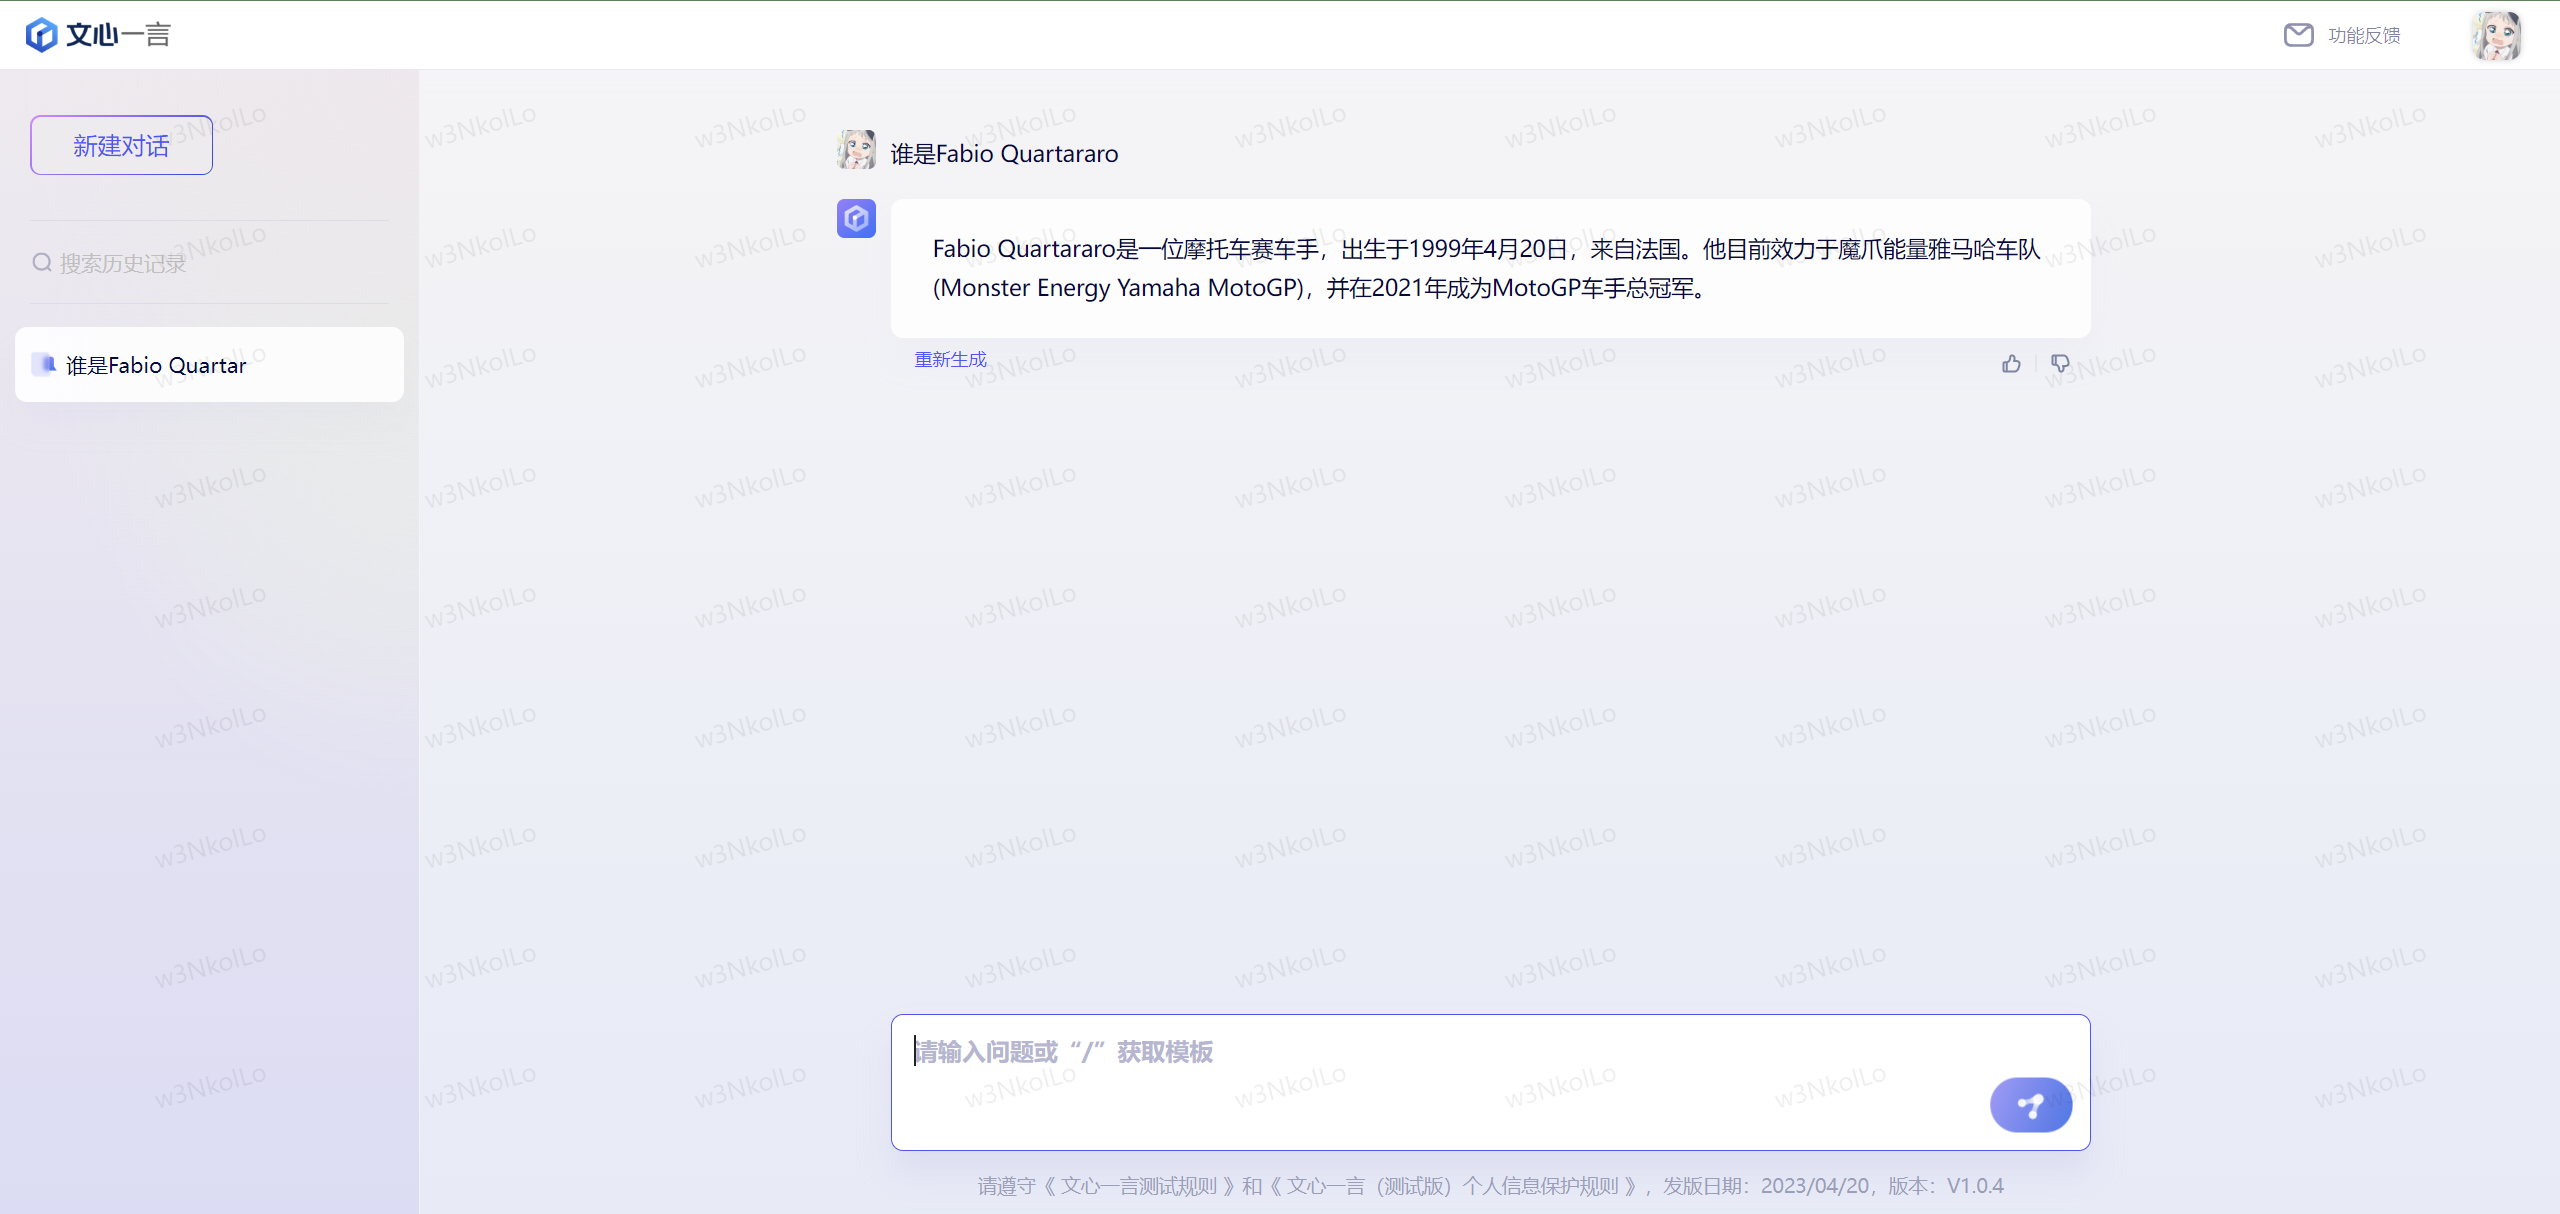 文心一言
功能反馈
新建对话
搜索历史记录
谁是Fabio Quartar
谁是Fabio Quartararo
Fabio Quartararo是一位摩托车赛车手，出生于1999年4月20日，来自法国。他目前效力于魔爪能量雅马哈车队
(Monster Energy Yamaha MotoGP)，并在2021年成为MotoGP车手总冠军。
重新生成
请输入问题或“/”获取模板
请遵守《 文心一言测试规则 》和《 文心一言（测试版）个人信息保护规则 》，发版日期：2023/04/20，版本：V1.0.4